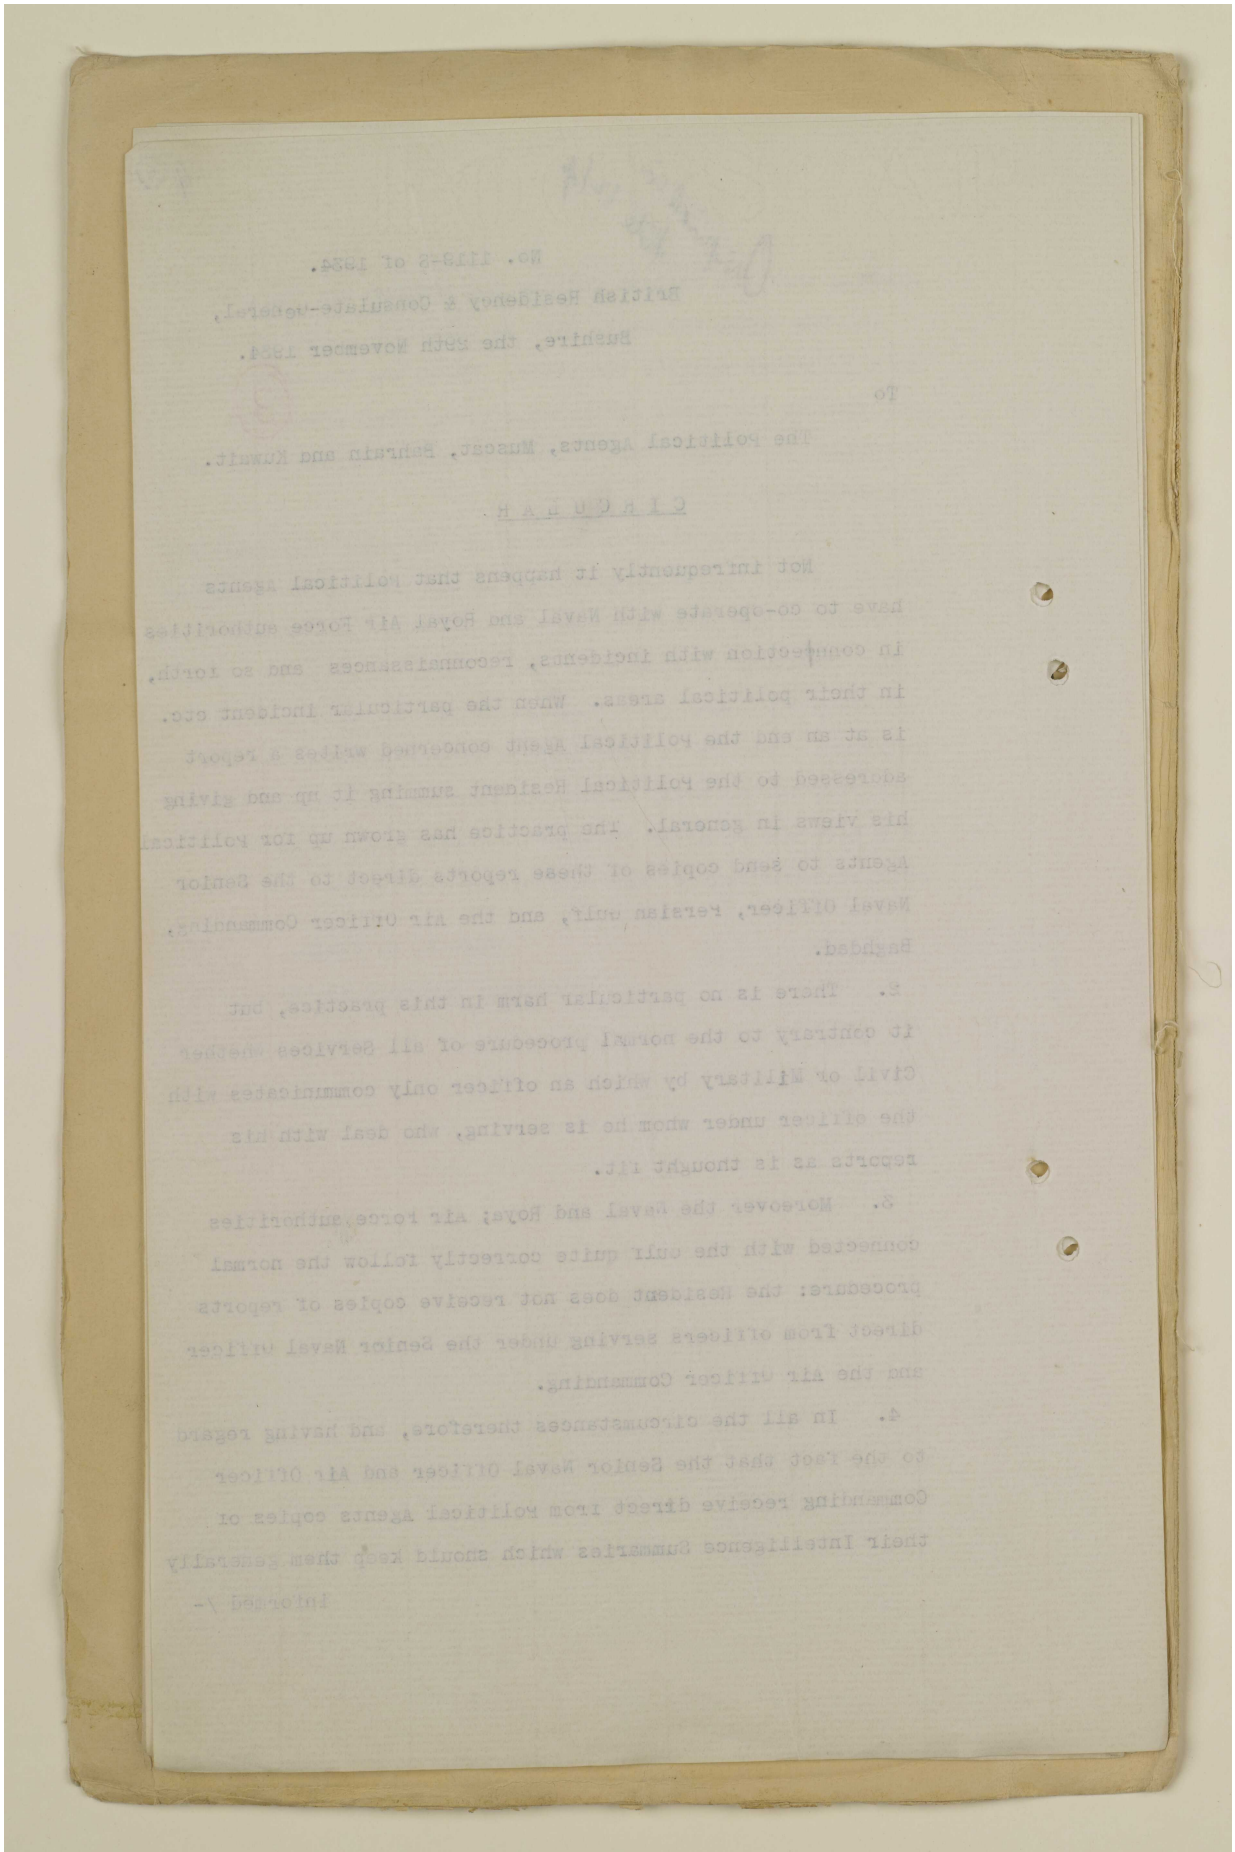 No. 1119-S of 1934.
British Residency & Consulate-General,
Bushire, the 29th November 1934.
To
The Political Agents, Muscat, Bahrain and Kuwait.
C I R C U L A R.
Not infrequently it happens that Political Agents
have to co-operate with Naval and Royal Air Force authorities
in connection with incidents, reconnaissances and so forth,
in their political areas. When the particular incident etc.
is at an end the Political Agent concerned writes a report
addressed to the Political Resident summing it up and giving
his views in general. The practice has grown up for Political
Agents to send copies of these reports direct to the Senior
Naval Officer, Persian Gulf, and the Air Officer Commanding,
Baghdad.
2. There is no particular harm in this practice, but
it contrary to the normal procedure of all Services whether
Civil or Military by which an officer only communicates with
the officer under whom he is serving, who deal with his
reports as is thought fit.
3. Moreover the Naval and Roya; Air Force authorities
connected with the Gulf quite correctly follow the normal
procedure: the Resident does not receive copies of reports
direct from officers serving under the Senior Naval Officer
and the Air Officer Commanding.
4. In all the circumstances therefore, and having regard
to the fact that the Senior Naval Officer and Air Officer
Commanding receive direct from Political Agents copies of
their Intelligence Summaries which should keep them generally
informed /-